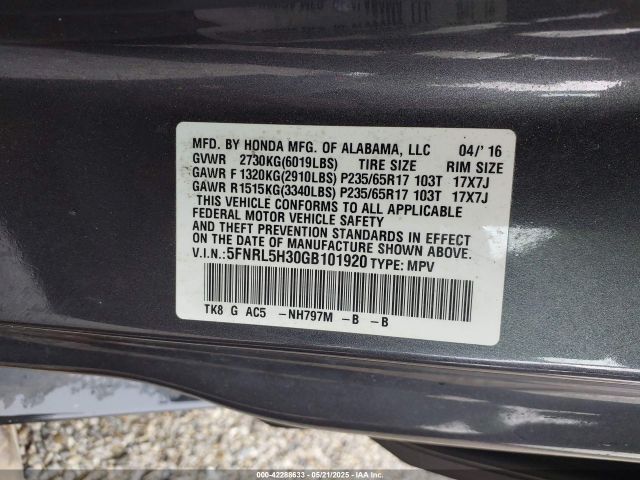 MFD. BY HONDA MFG. OF ALABAMA, LLC 04/' 16
GVWR 2730KG(6019LBS) TIRE SIZE RIM SIZE
GAWR F 1320KG(2910LBS) P235/65R17 103T 17X7J
GAWR R1515KG(3340LBS) P235/65R17 103T 17X7J
THIS VEHICLE CONFORMS TO ALL APPLICABLE
FEDERAL MOTOR VEHICLE SAFETY
AND THEFT PREVENTION STANDARDS IN EFFECT
ON THE DATE OF MANUFACTURE SHOWN ABOVE.
V.I.N.:5FNRL5H30GB101920 TYPE: MPV
TK8 G AC5 -NH797M -B -B
© IAA - 42288633 - 05/21/2025 - IAAI.COM